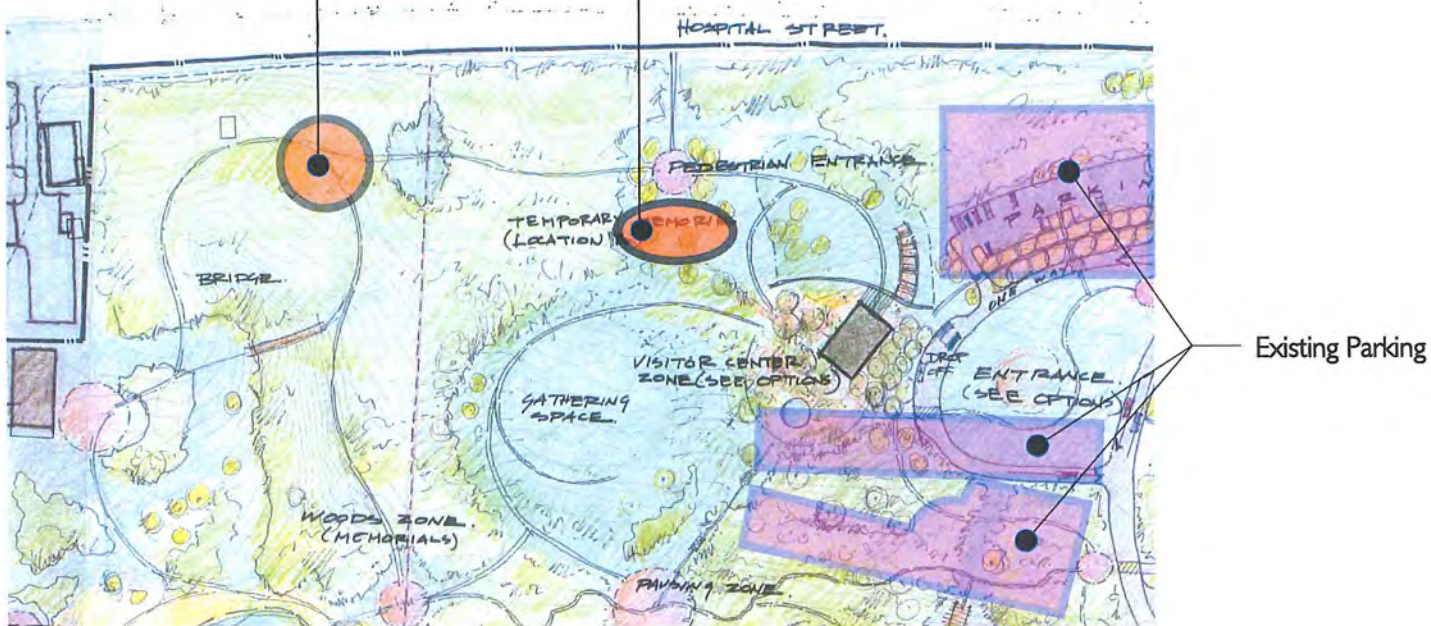 HOSPITAL STREET.
PEDESTRIAN ENTRANCE
TEMPORARY MEMORIAL
(LOCATION)
PARKIN
BRIDGE.
ONE WAY
VISITOR CENTER
ZONE (SEE OPTIONS)
DROP
OFF
ENTRANCE.
(SEE OPTIONS)
Existing Parking
GATHERING
SPACE.
WOODS ZONE.
(MEMORIALS)
PAUSING ZONE.